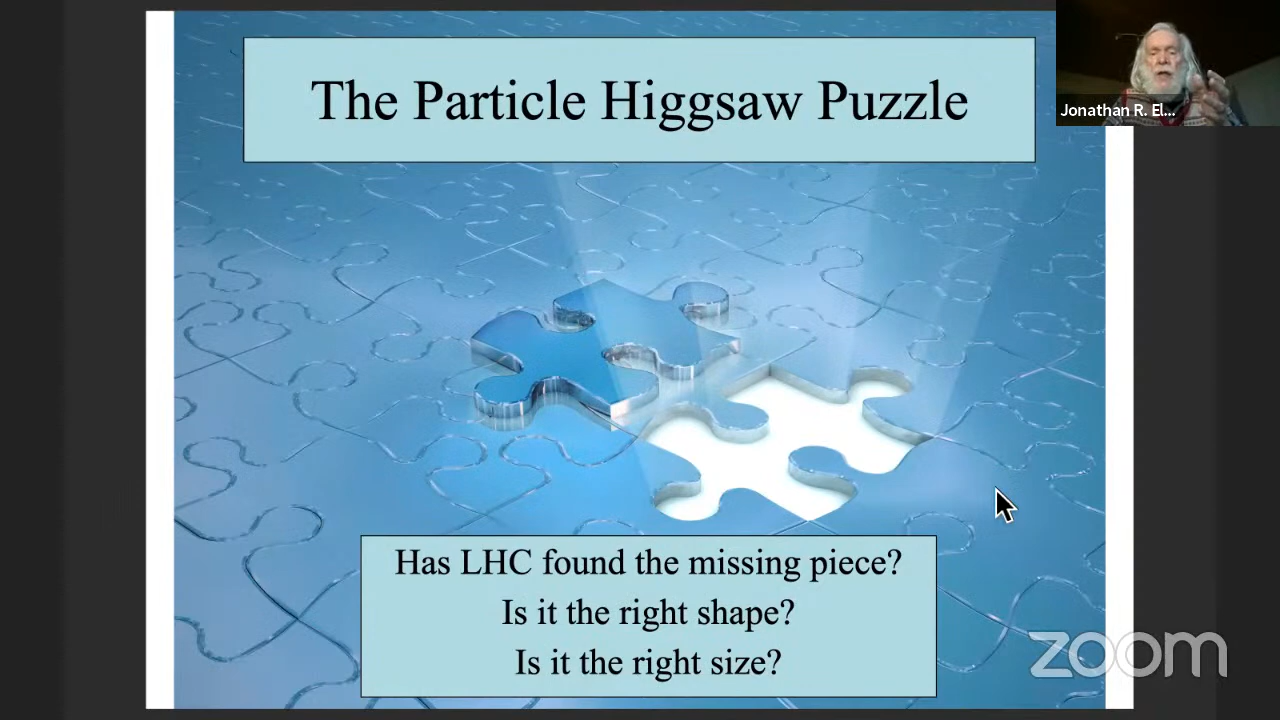 The Particle Higgsaw Puzzle
Jonathan R. El...
Has LHC found the missing piece?
Is it the right shape?
Is it the right size?
zoom